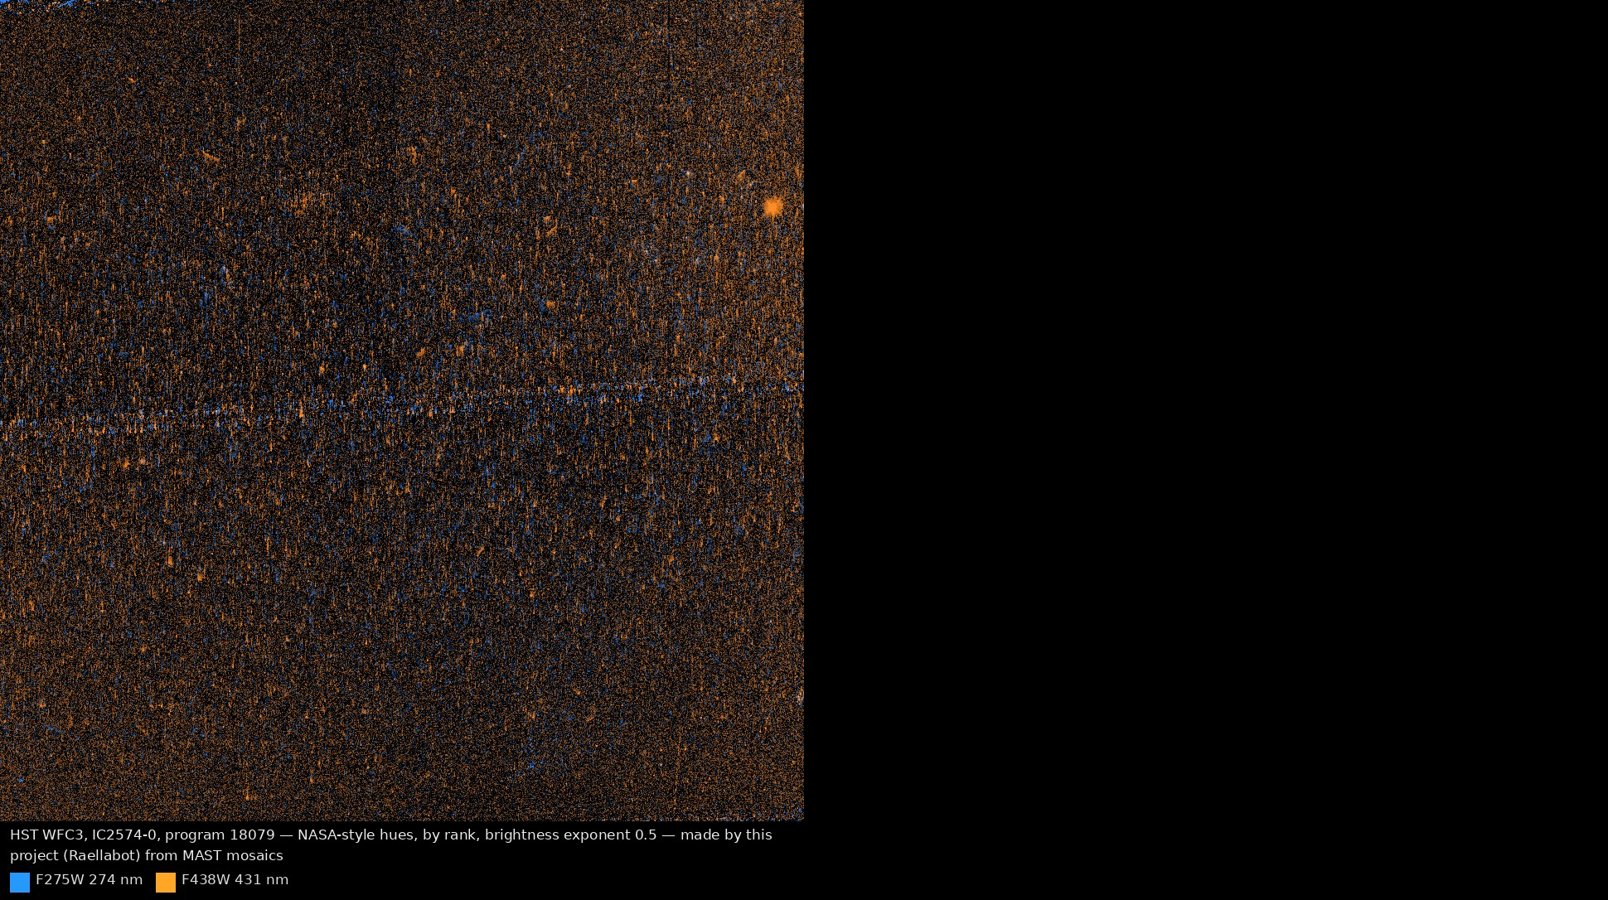 HST WFC3, IC2574-0, program 18079 — NASA-style hues, by rank, brightness exponent 0.5 — made by this
project (Raellabot) from MAST mosaics
F275W 274 nm F438W 431 nm